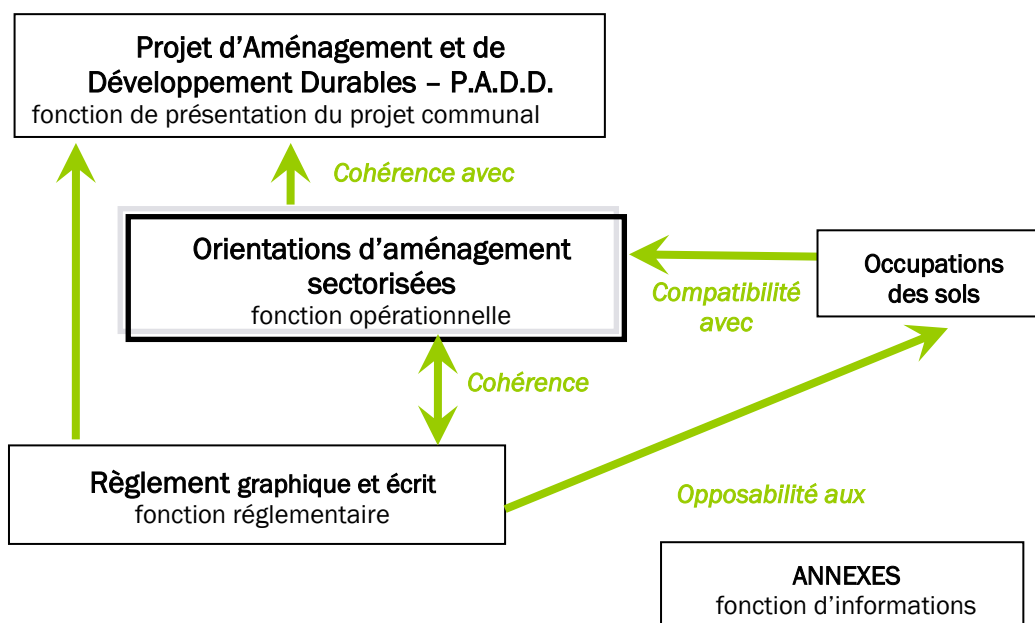 Projet d’Aménagement et de
Développement Durables – P.A.D.D.
fonction de présentation du projet communal
Cohérence avec
Orientations d’aménagement
sectorisées
fonction opérationnelle
Occupations
des sols
Compatibilité
avec
Cohérence
Règlement graphique et écrit
fonction réglementaire
Opposabilité aux
ANNEXES
fonction d’informations